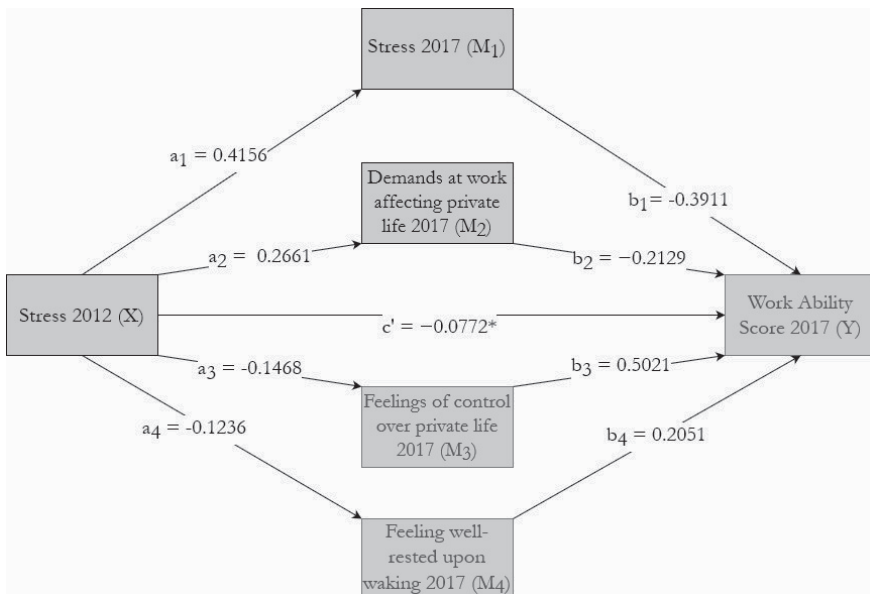 Stress 2017 (M1)
a1 = 0.4156
Demands at work
affecting private
life 2017 (M2)
b1= -0.3911
a2 = 0.2661
b2 = −0.2129
Stress 2012 (X)
c' = −0.0772*
Work Ability
Score 2017 (Y)
a3 = -0.1468
b3 = 0.5021
Feelings of control
over private life
2017 (M3)
a4 = -0.1236
b4 = 0.2051
Feeling well-
rested upon
waking 2017 (M4)